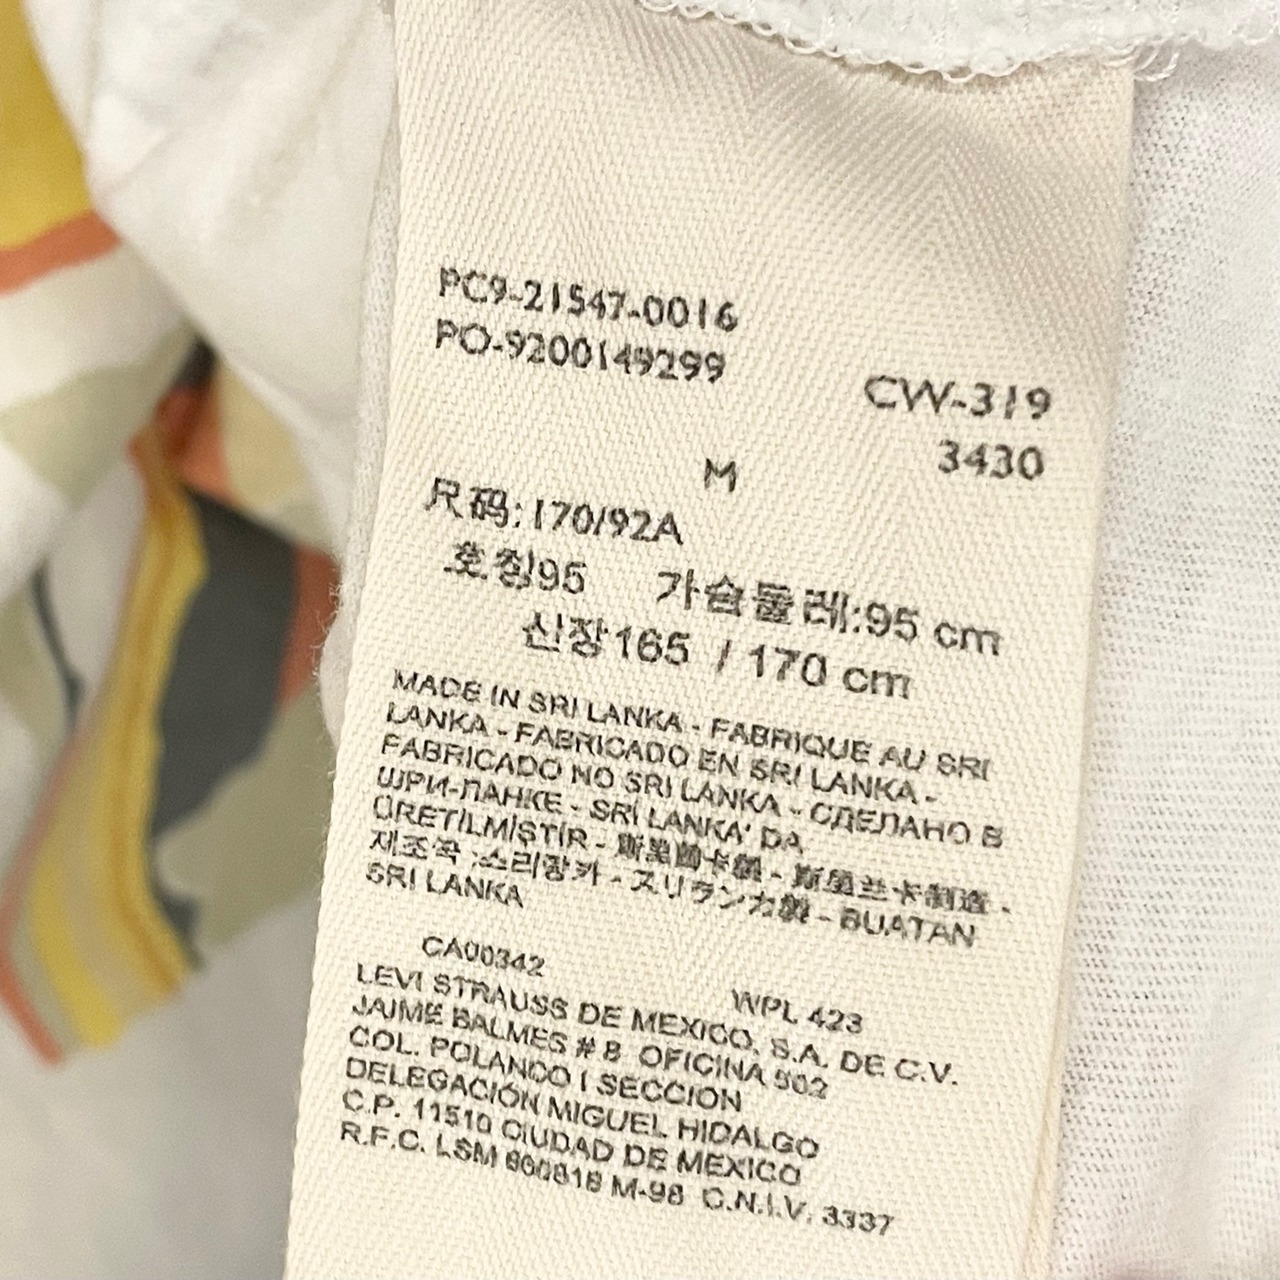 PC9-21547-0016
PO-9200149299
CW-319
3430
M
尺码: 170/92A
호칭95 가슴둘레:95 cm
신장165 / 170 cm
MADE IN SRI LANKA - FABRIQUE AU SRI
LANKA - FABRICADO EN SRI LANKA -
FABRICADO NO SRI LANKA - СДЕЛАНО В
ШРИ-ЛАНКЕ - SRİ LANKA' DA
ÜRETİLMİŞTİR - 斯里蘭卡製 - 斯里兰卡制造 -
제조국 :스리랑카 - スリランカ製 - BUATAN
SRI LANKA
CA00342
WPL 423
LEVI STRAUSS DE MEXICO, S.A. DE C.V.
JAIME BALMES # 8 OFICINA 502
COL. POLANCO I SECCION
DELEGACIÓN MIGUEL HIDALGO
C.P. 11510 CIUDAD DE MEXICO
R.F.C. LSM M-98 C.N.I.V. 3337